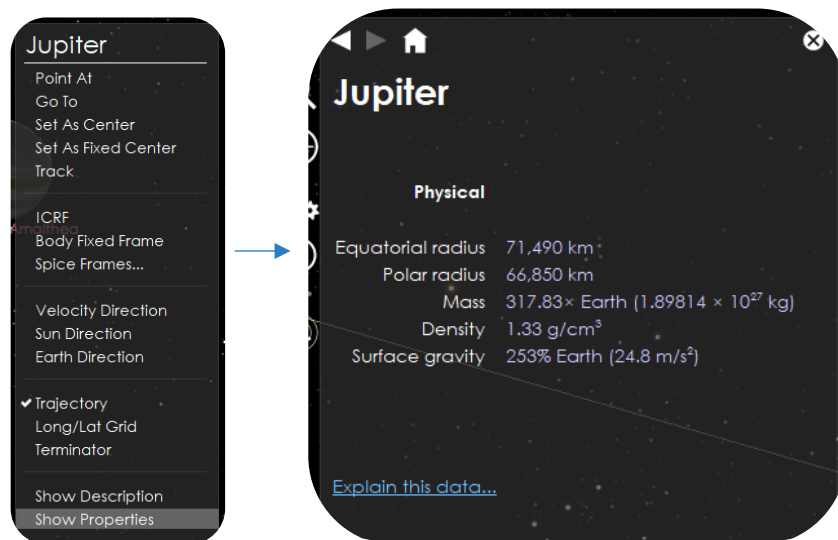 Jupiter
Point At
Go To
Set As Center
Set As Fixed Center
Track
ICRF
Amalthea
Body Fixed Frame
Spice Frames...
Velocity Direction
Sun Direction
Earth Direction
Trajectory
Long/Lat Grid
Terminator
Show Description
Show Properties
Jupiter
Physical
Equatorial radius 71,490 km
Polar radius 66,850 km
Mass 317.83× Earth (1.89814 × 10²⁷ kg)
Density 1.33 g/cm³
Surface gravity 253% Earth (24.8 m/s²)
Explain this data...